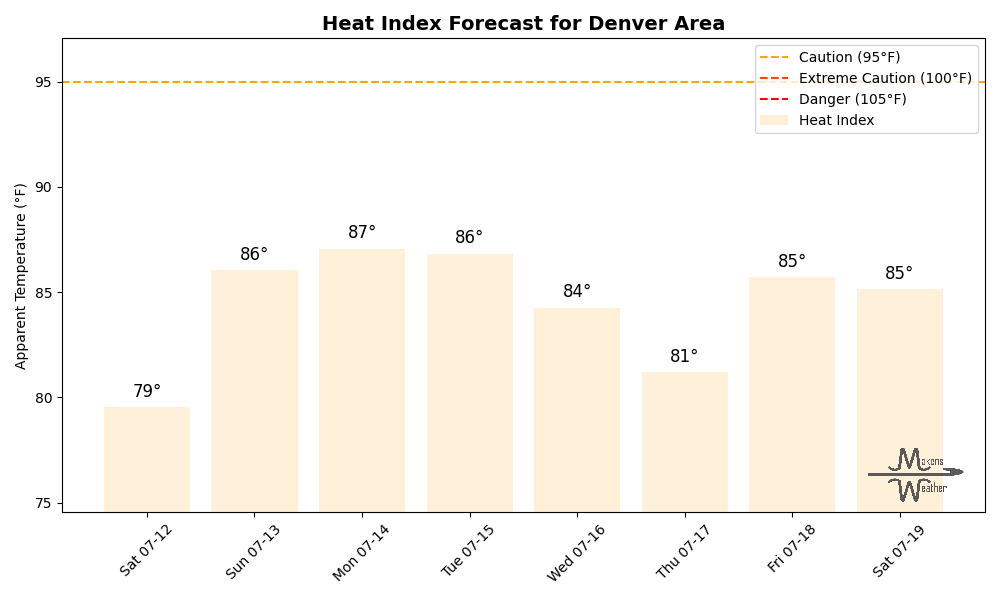 Heat Index Forecast for Denver Area
Caution (95°F)
Extreme Caution (100°F)
Danger (105°F)
Heat Index
Apparent Temperature (°F)
95
90
85
80
75
79°
86°
87°
86°
84°
81°
85°
85°
Sat 07-12
Sun 07-13
Mon 07-14
Tue 07-15
Wed 07-16
Thu 07-17
Fri 07-18
Sat 07-19
Makens
Weather